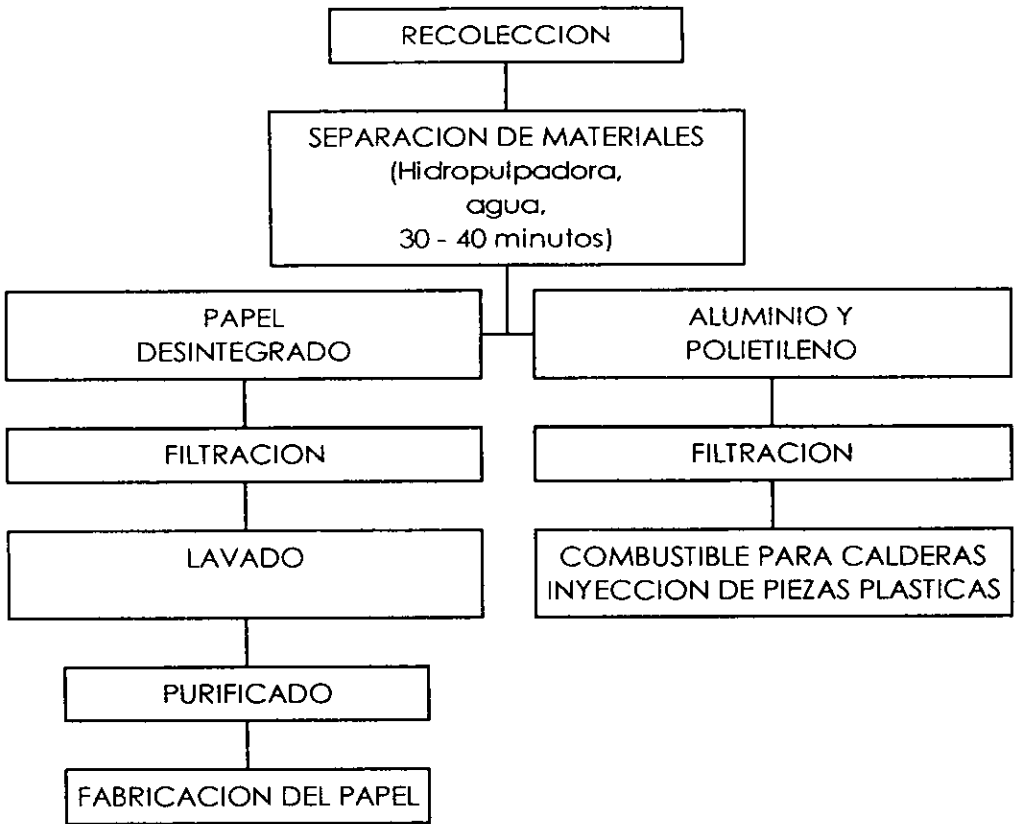 RECOLECCION
SEPARACION DE MATERIALES
(Hidropulpadora,
agua,
30 - 40 minutos)
PAPEL
DESINTEGRADO
ALUMINIO Y
POLIETILENO
FILTRACION
FILTRACION
LAVADO
COMBUSTIBLE PARA CALDERAS
INYECCION DE PIEZAS PLASTICAS
PURIFICADO
FABRICACION DEL PAPEL